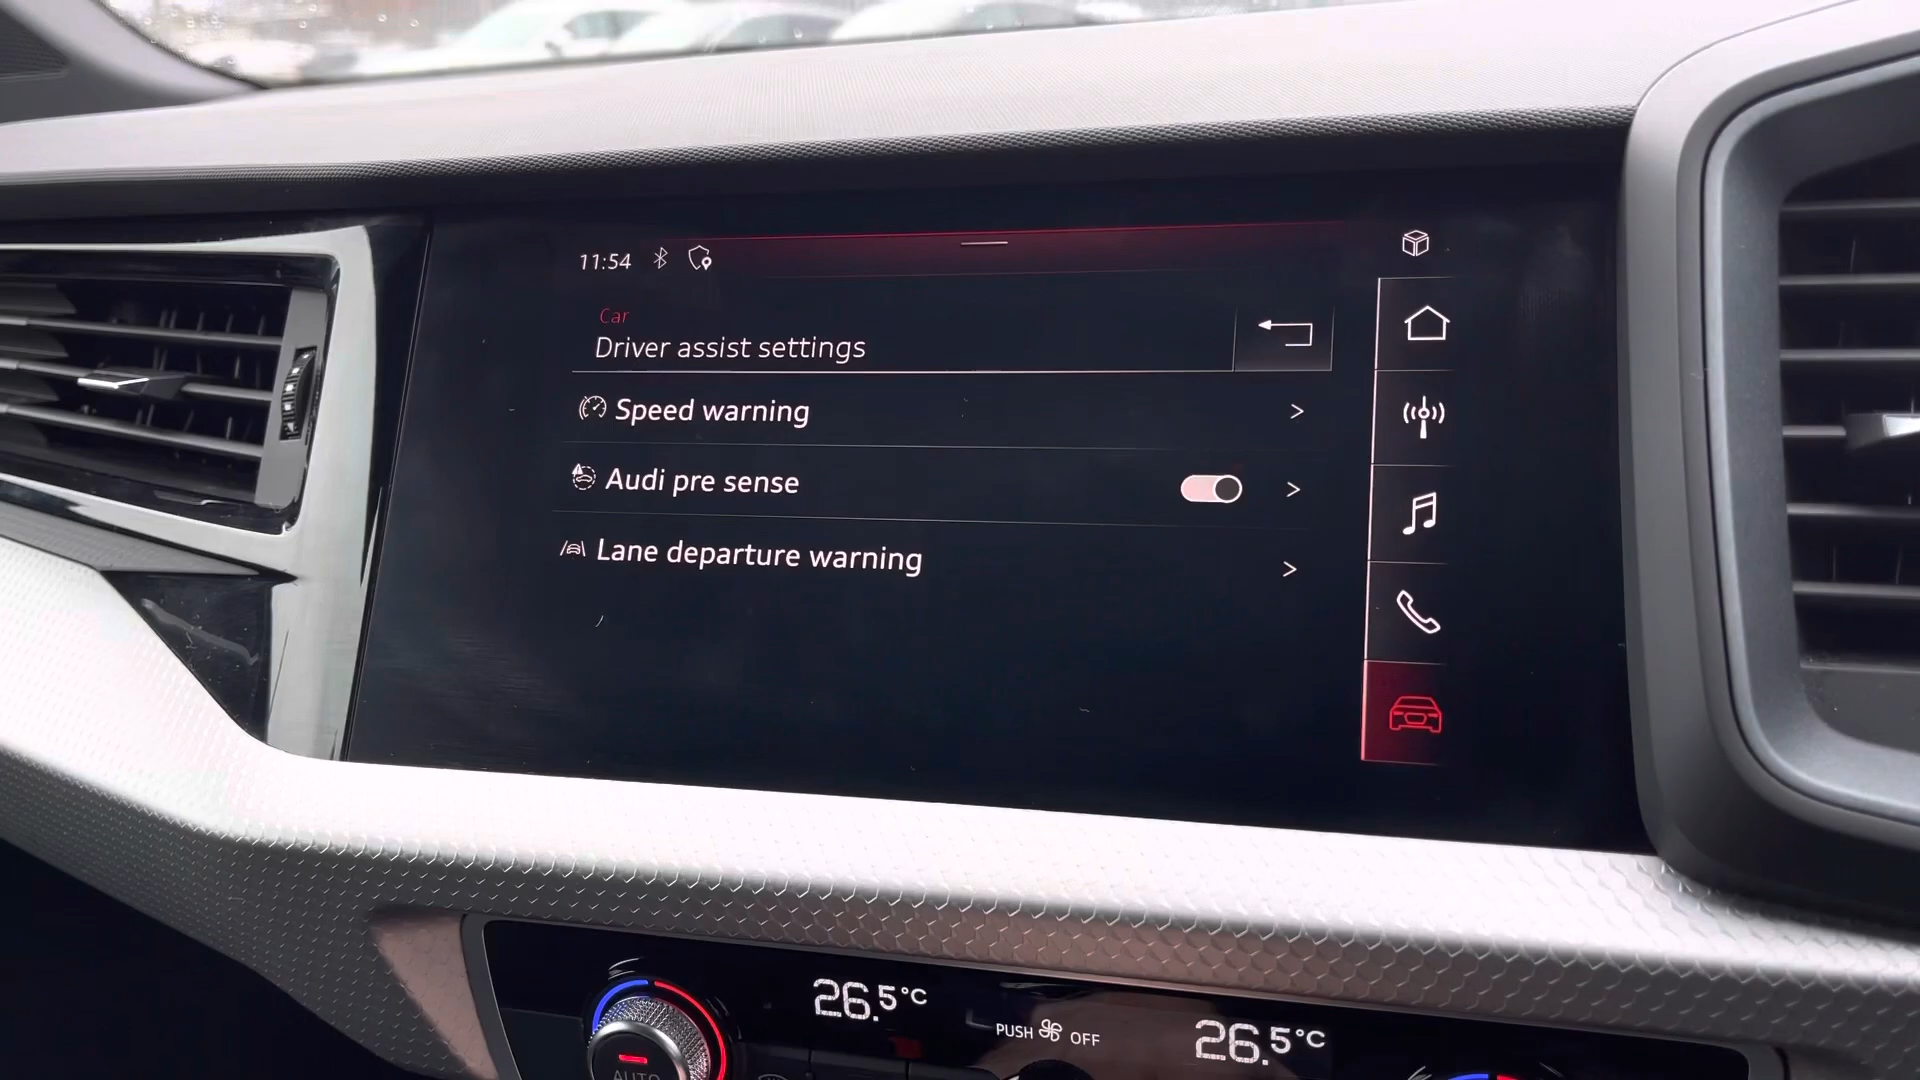 11:54
Car
Driver assist settings
Speed warning
Audi pre sense
Lane departure warning
26.5°C
PUSH OFF
26.5°C
AUTO